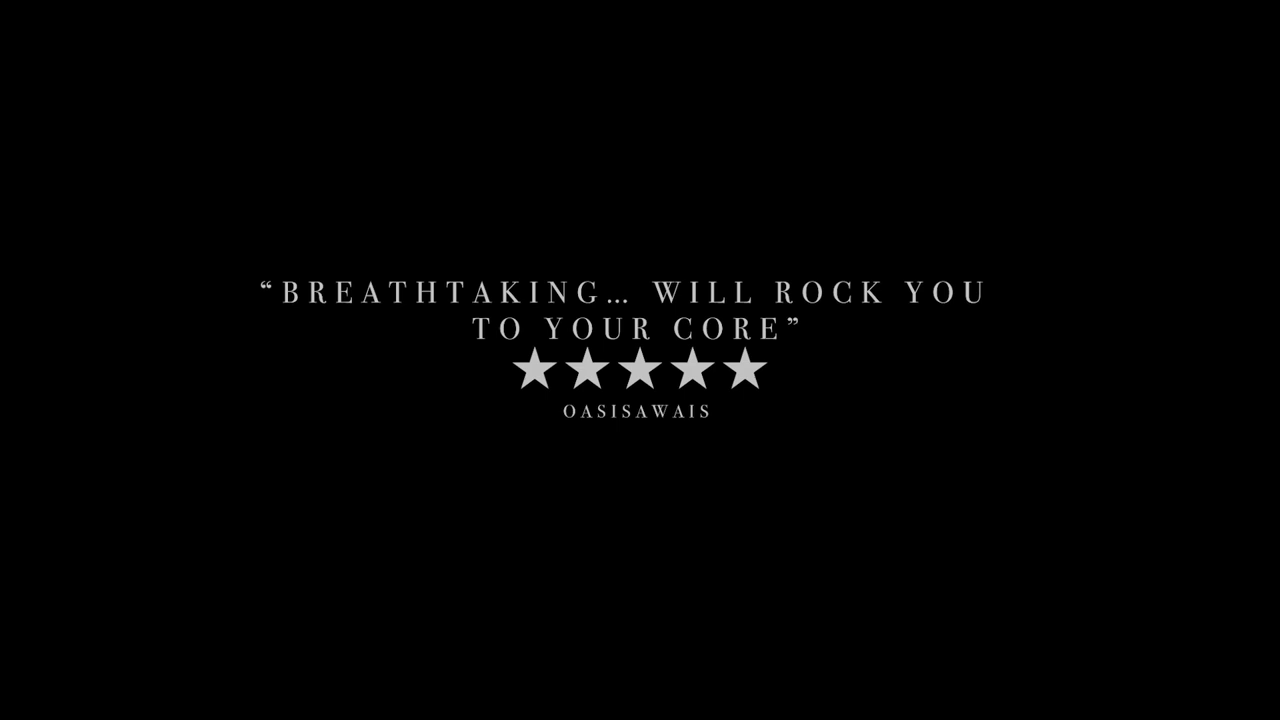 “BREATHTAKING... WILL ROCK YOU
TO YOUR CORE”
★★★★★
OASISAWAIS